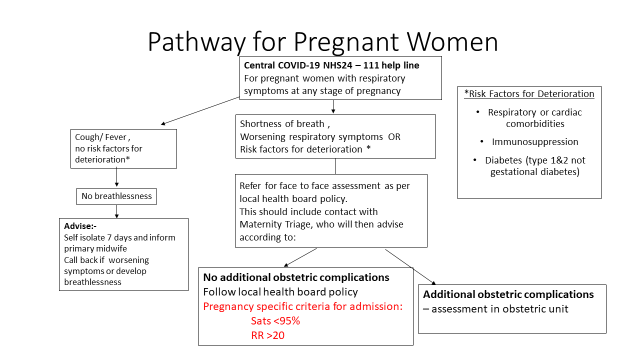 Pathway for Pregnant Women
Central COVID-19 NHS24 – 111 help line
For pregnant women with respiratory
symptoms at any stage of pregnancy
*Risk Factors for Deterioration
• Respiratory or cardiac
comorbidities
• Immunosuppression
• Diabetes (type 1&2 not
gestational diabetes)
Cough/ Fever ,
no risk factors for
deterioration*
Shortness of breath ,
Worsening respiratory symptoms OR
Risk factors for deterioration *
No breathlessness
Refer for face to face assessment as per
local health board policy.
This should include contact with
Maternity Triage, who will then advise
according to:
Advise:-
Self isolate 7 days and inform
primary midwife
Call back if worsening
symptoms or develop
breathlessness
No additional obstetric complications
Follow local health board policy
Pregnancy specific criteria for admission:
Sats <95%
RR >20
Additional obstetric complications
– assessment in obstetric unit